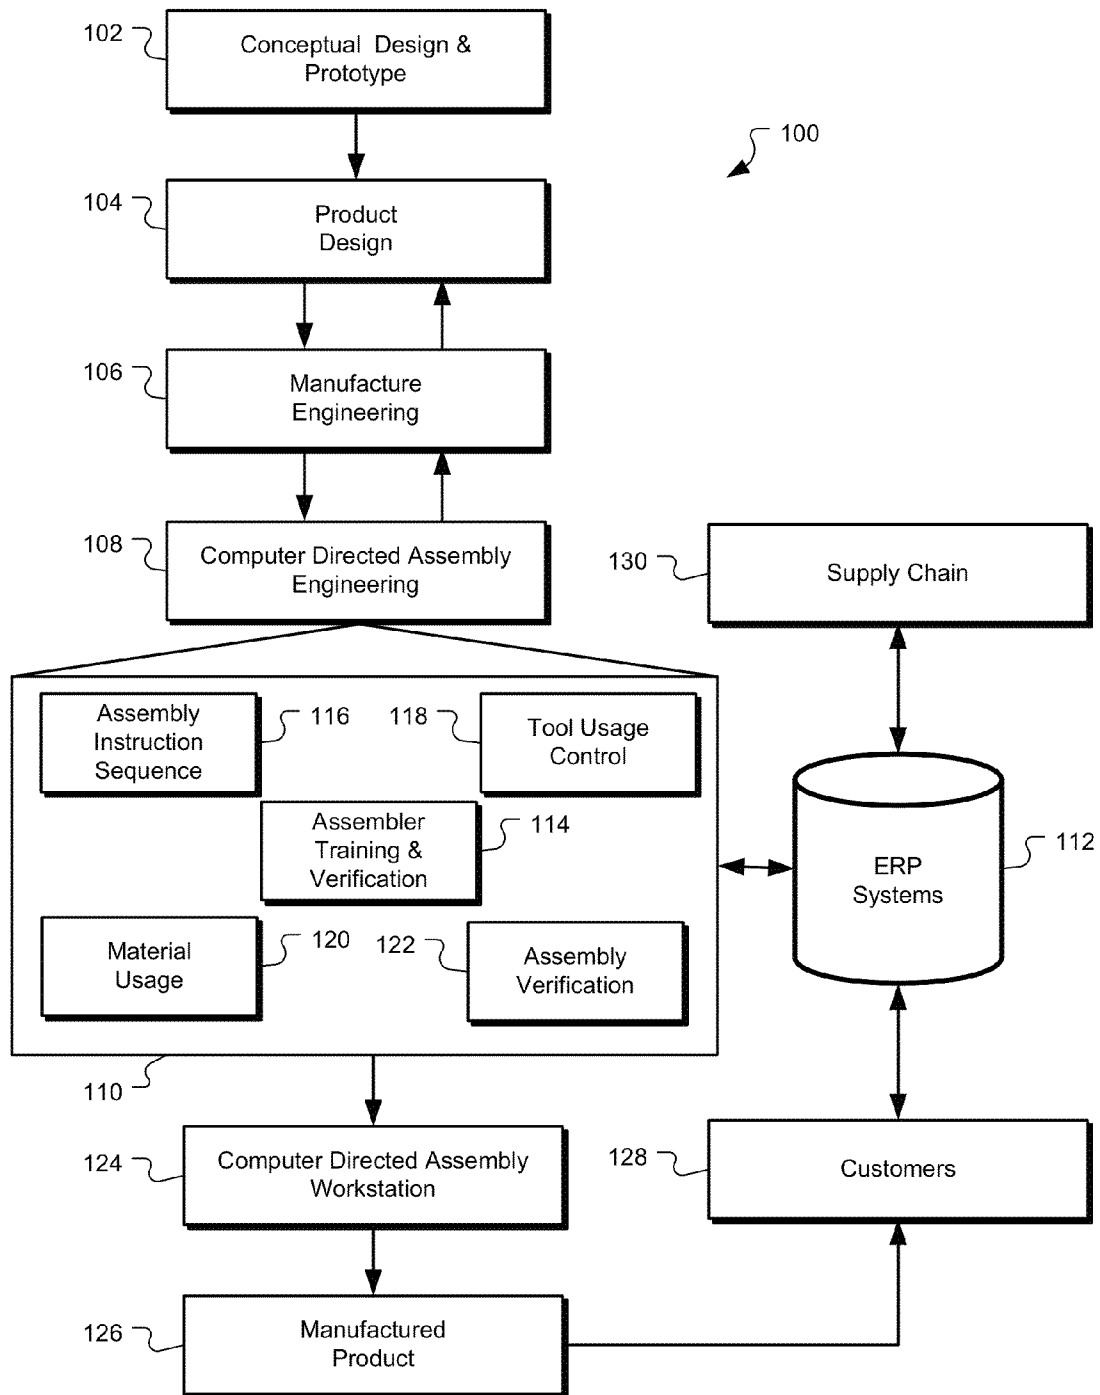 102
Conceptual Design &
Prototype
100
104
Product
Design
106
Manufacture
Engineering
108
Computer Directed Assembly
Engineering
130
Supply Chain
Assembly
Instruction
Sequence
116
118
Tool Usage
Control
Assembler
Training &
Verification
114
ERP
Systems
112
Material
Usage
120
122
Assembly
Verification
110
124
Computer Directed Assembly
Workstation
128
Customers
126
Manufactured
Product